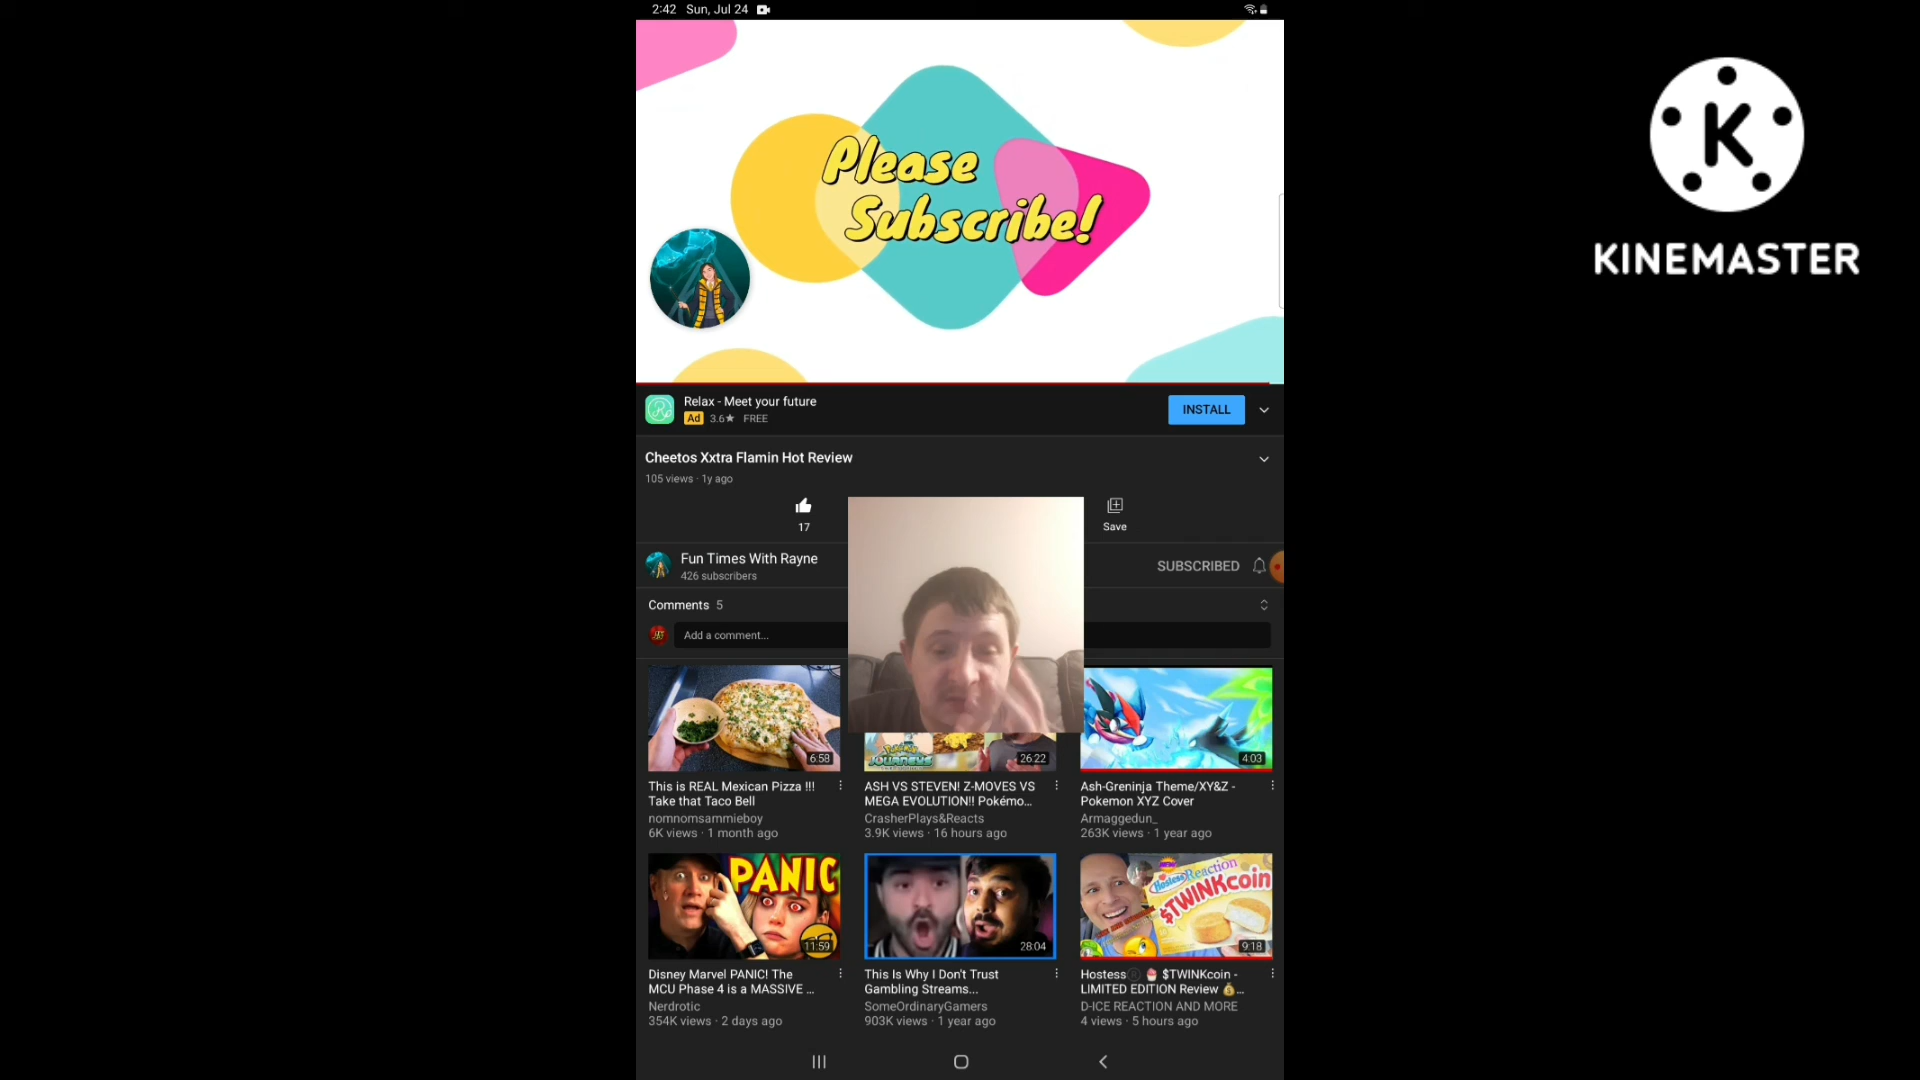 2:42 Sun, Jul 24
Please
Subscribe!
K
KINEMASTER
Relax - Meet your future
Ad 3.6★ FREE
INSTALL
Cheetos Xxtra Flamin Hot Review
105 views · 1y ago
17
Save
Fun Times With Rayne
426 subscribers
SUBSCRIBED
Comments 5
Add a comment...
6:58
POKéMON
JOURNEYS
26:22
4:03
This is REAL Mexican Pizza !!!
Take that Taco Bell
nomnomsammieboy
6K views · 1 month ago
ASH VS STEVEN! Z-MOVES VS
MEGA EVOLUTION!! Pokémo...
CrasherPlays&Reacts
3.9K views · 16 hours ago
Ash-Greninja Theme/XY&Z -
Pokemon XYZ Cover
Armaggedun_
263K views · 1 year ago
PANIC
11:59
28:04
Hostess Reaction
$TWINKcoin
9:18
Disney Marvel PANIC! The
MCU Phase 4 is a MASSIVE ...
Nerdrotic
354K views · 2 days ago
This Is Why I Don't Trust
Gambling Streams...
SomeOrdinaryGamers
903K views · 1 year ago
Hostess® 🧁 $TWINKcoin -
LIMITED EDITION Review 💰...
D-ICE REACTION AND MORE
4 views · 5 hours ago